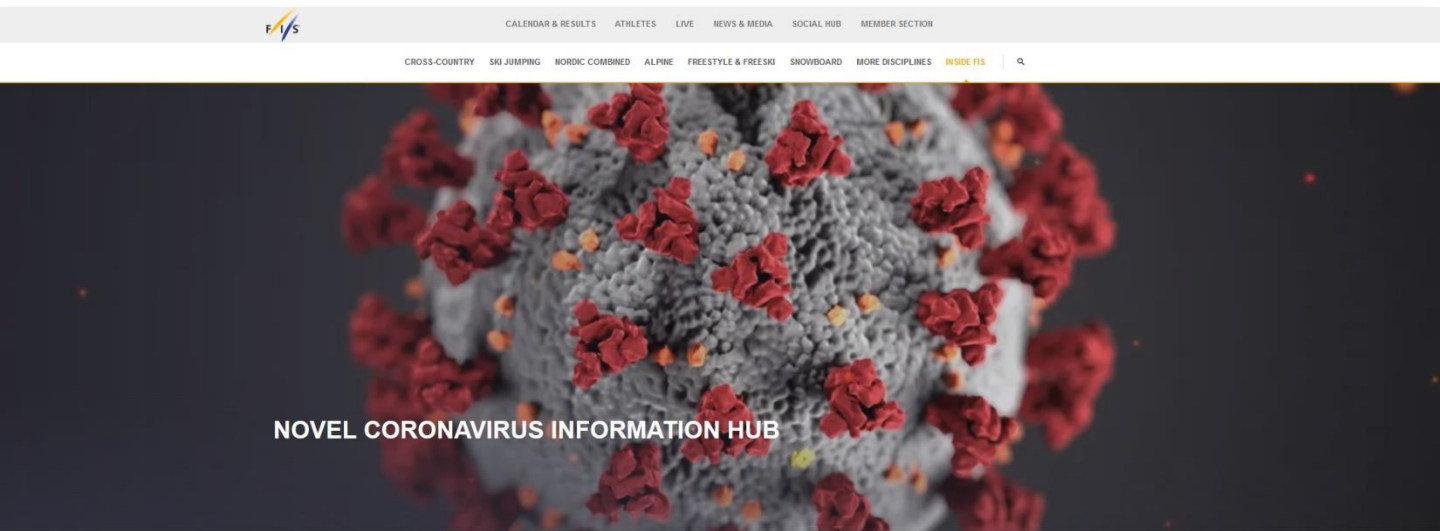 FIS
CALENDAR & RESULTS ATHLETES LIVE NEWS & MEDIA SOCIAL HUB MEMBER SECTION
CROSS-COUNTRY SKI JUMPING NORDIC COMBINED ALPINE FREESTYLE & FREESKI SNOWBOARD MORE DISCIPLINES INSIDE FIS
NOVEL CORONAVIRUS INFORMATION HUB